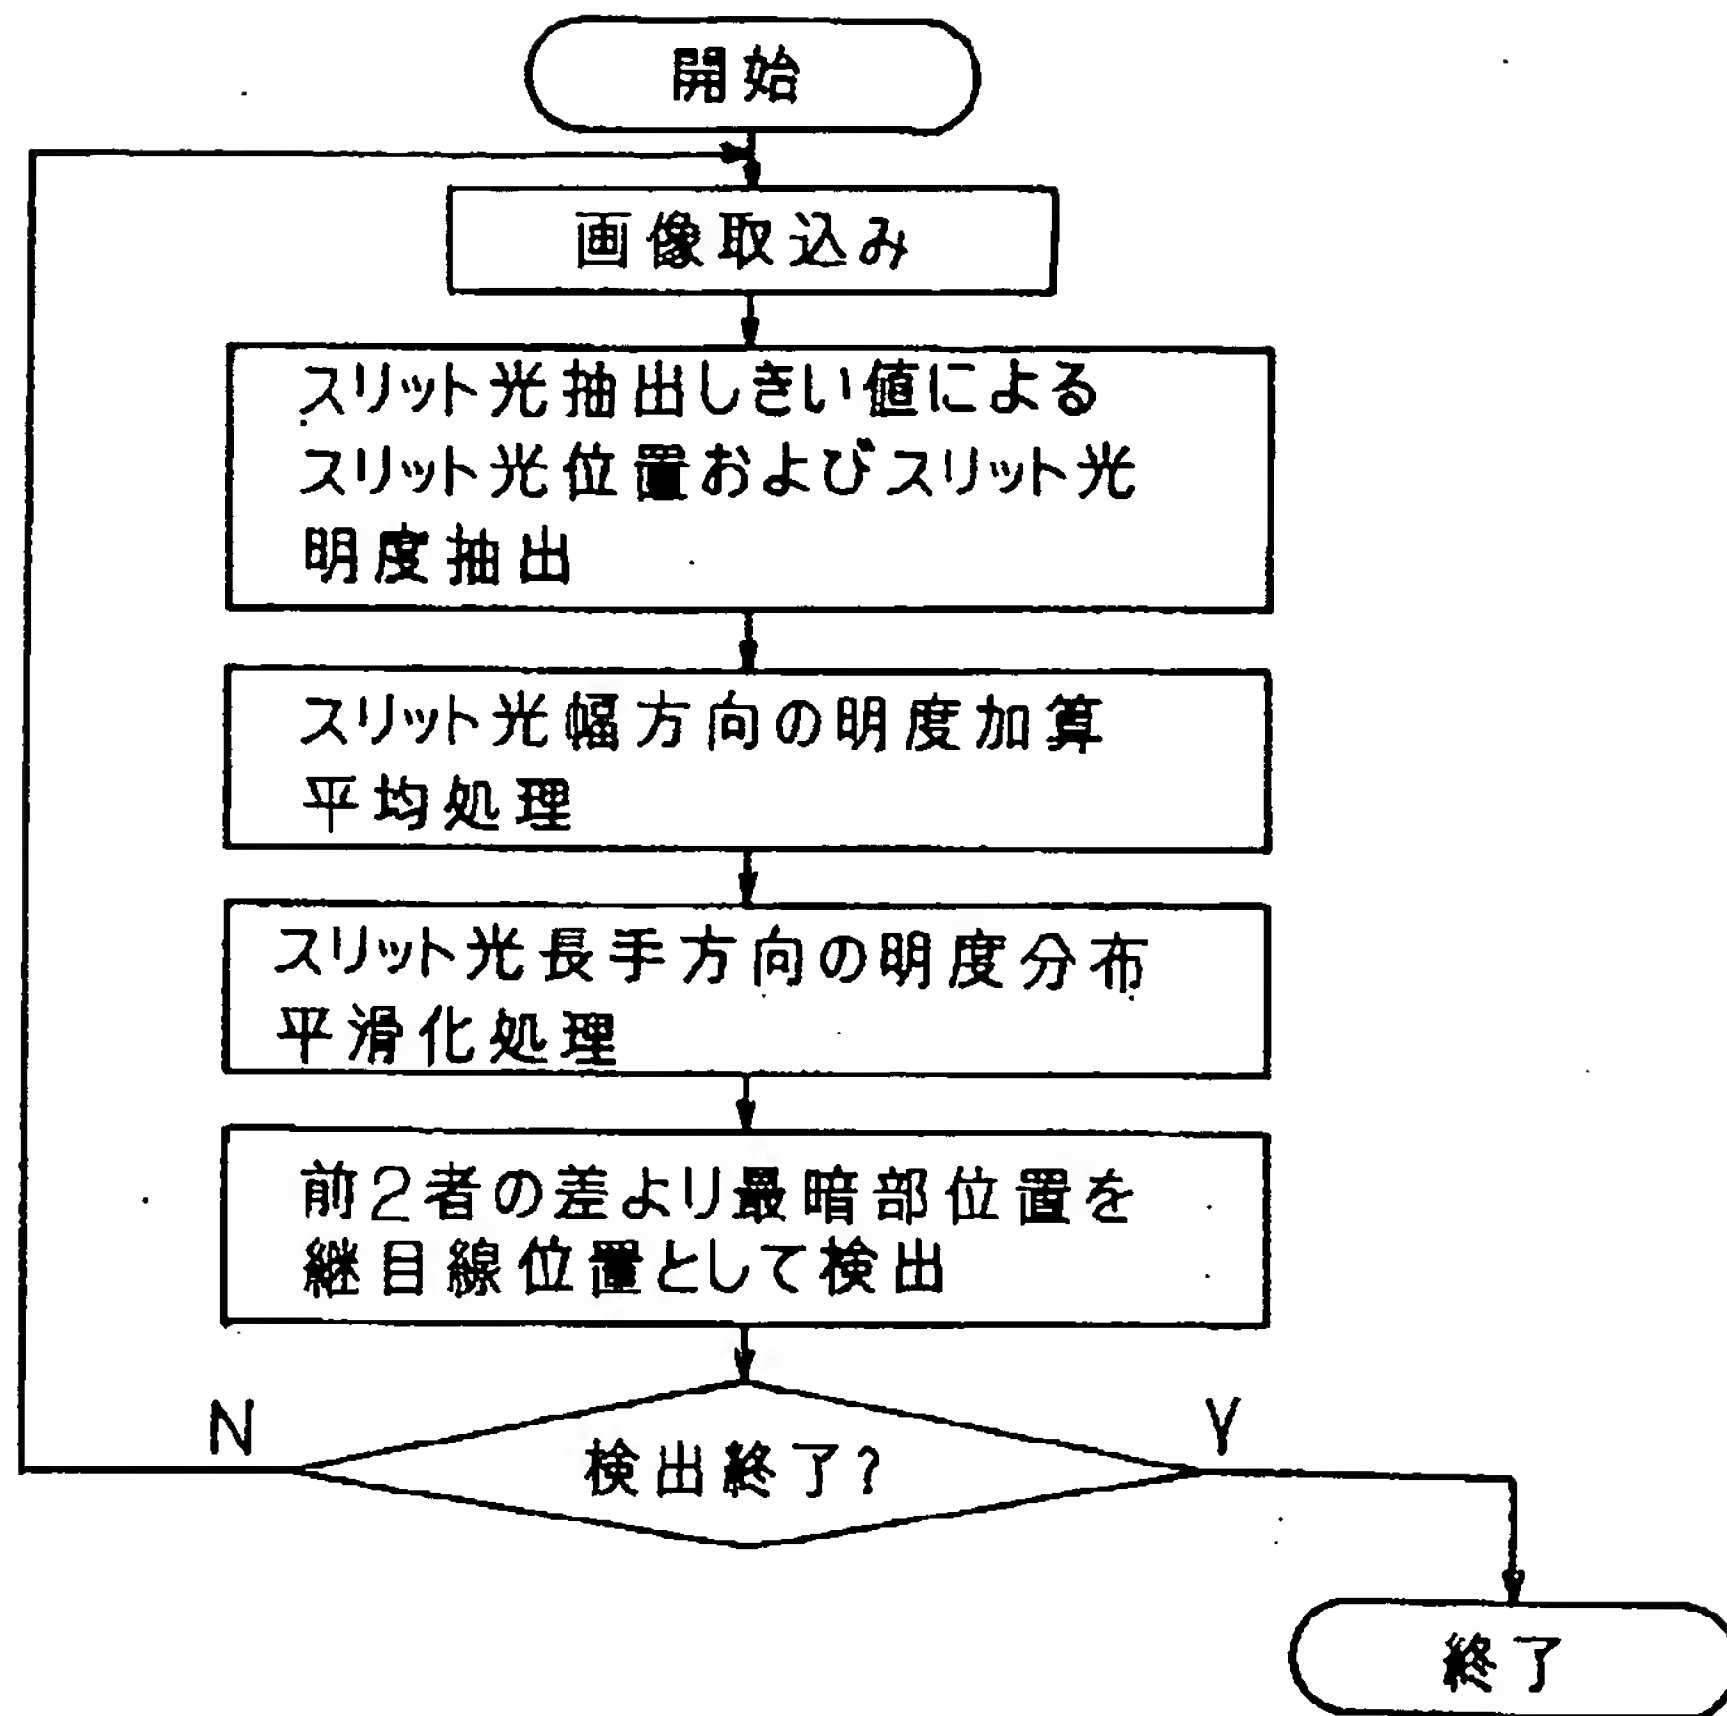 開始
画像取込み
スリット光抽出しきい値による
スリット光位置およびスリット光
明度抽出
スリット光幅方向の明度加算
平均処理
スリット光長手方向の明度分布
平滑化処理
前2者の差より最暗部位置を
継目線位置として検出
N
Y
検出終了?
終了